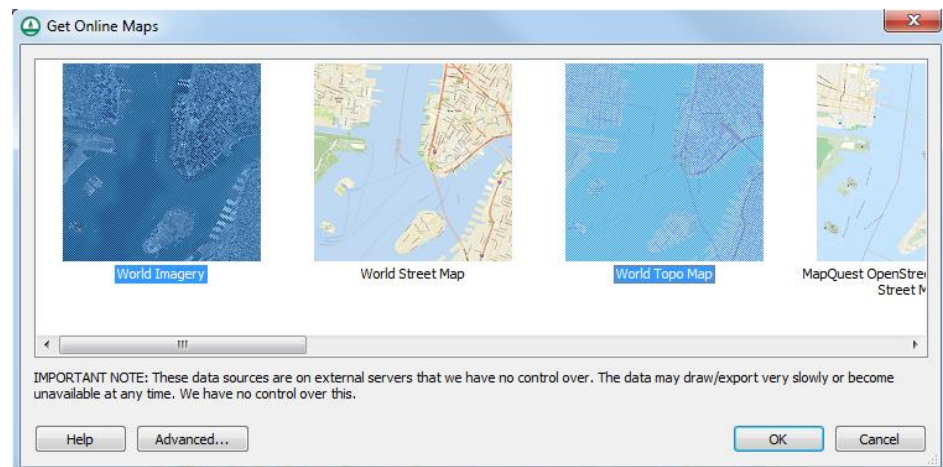 Get Online Maps
World Imagery
World Street Map
World Topo Map
MapQuest OpenStre
Street M
IMPORTANT NOTE: These data sources are on external servers that we have no control over. The data may draw/export very slowly or become
unavailable at any time. We have no control over this.
Help
Advanced...
OK
Cancel